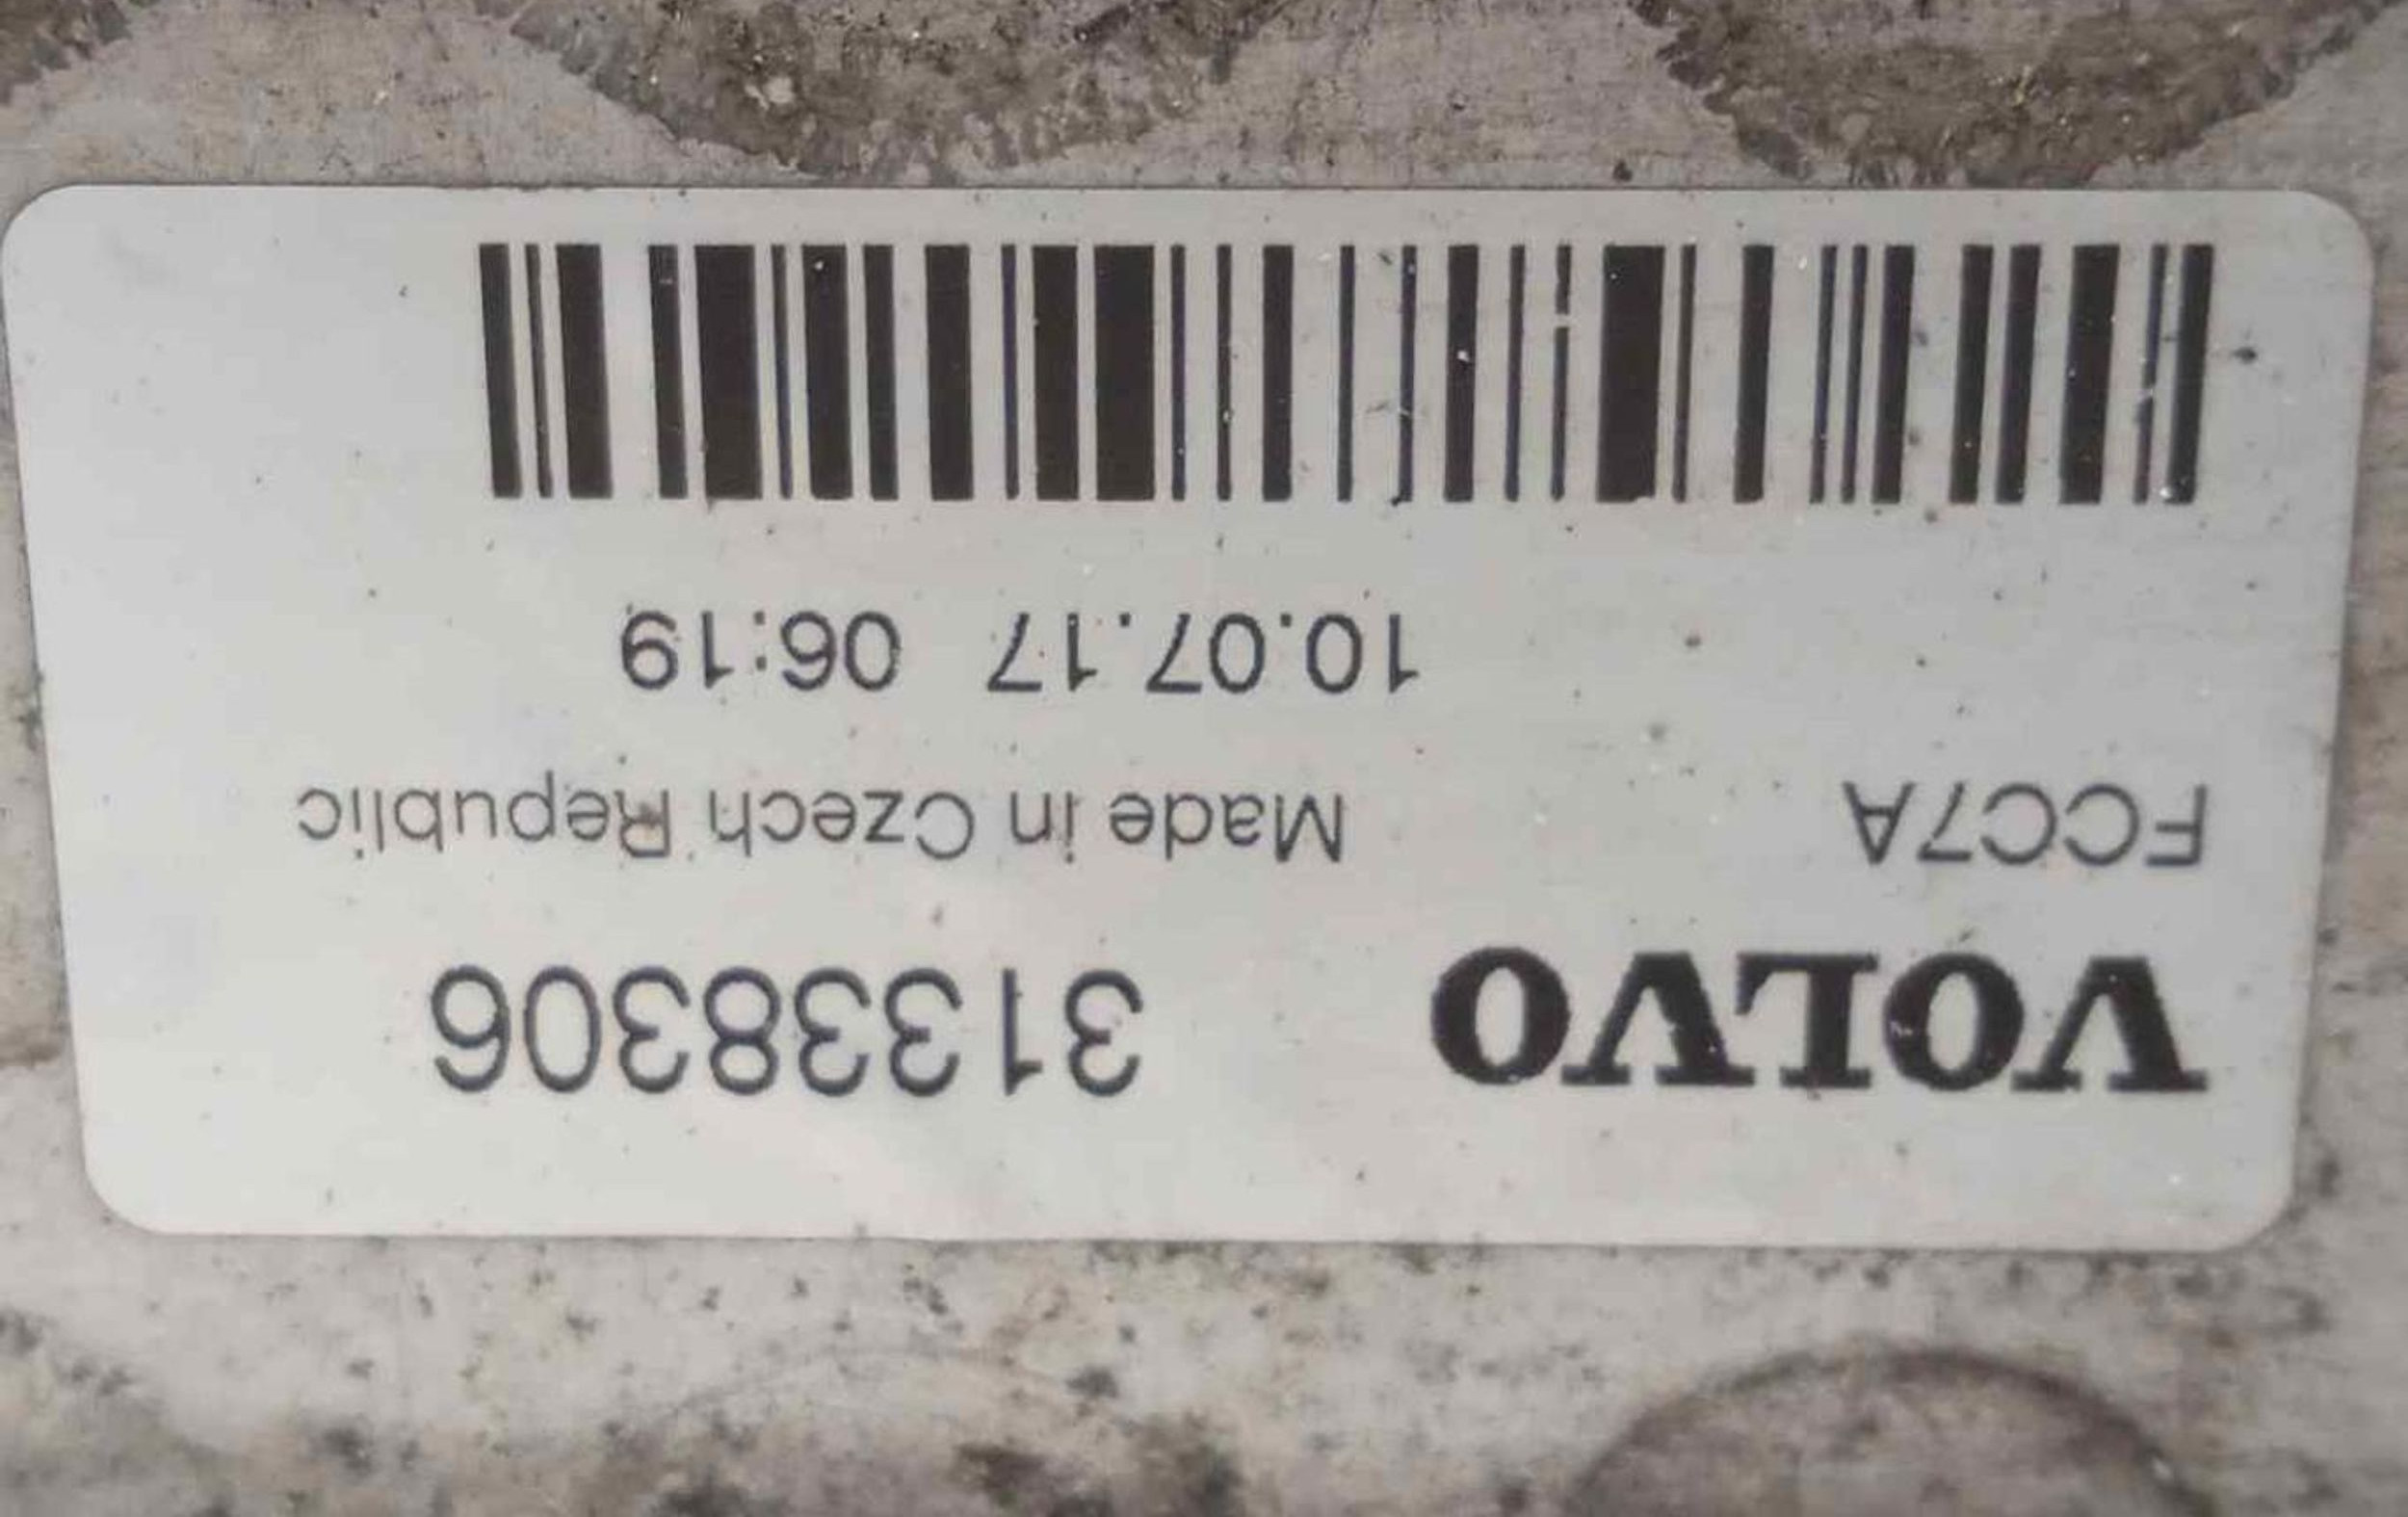 VOLVO 31338306
FCC7A Made in Czech Republic
10.07.17 06:19